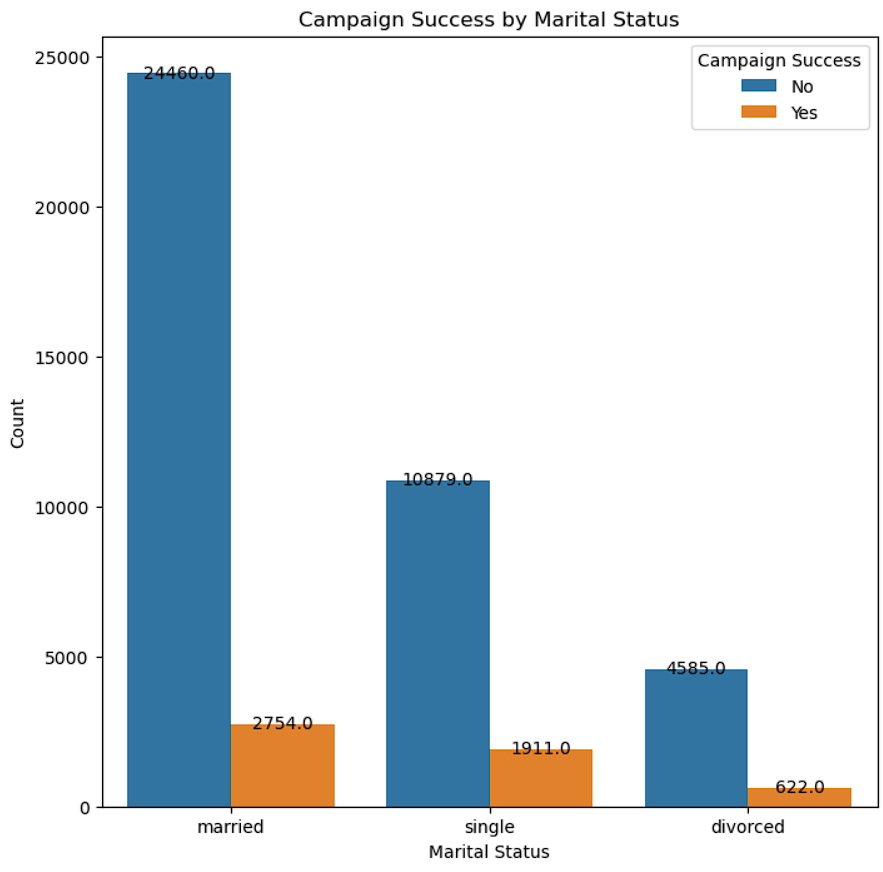 Campaign Success by Marital Status
Campaign Success
No
Yes
25000
20000
15000
10000
5000
0
Count
24460.0
2754.0
10879.0
1911.0
4585.0
622.0
married
single
divorced
Marital Status